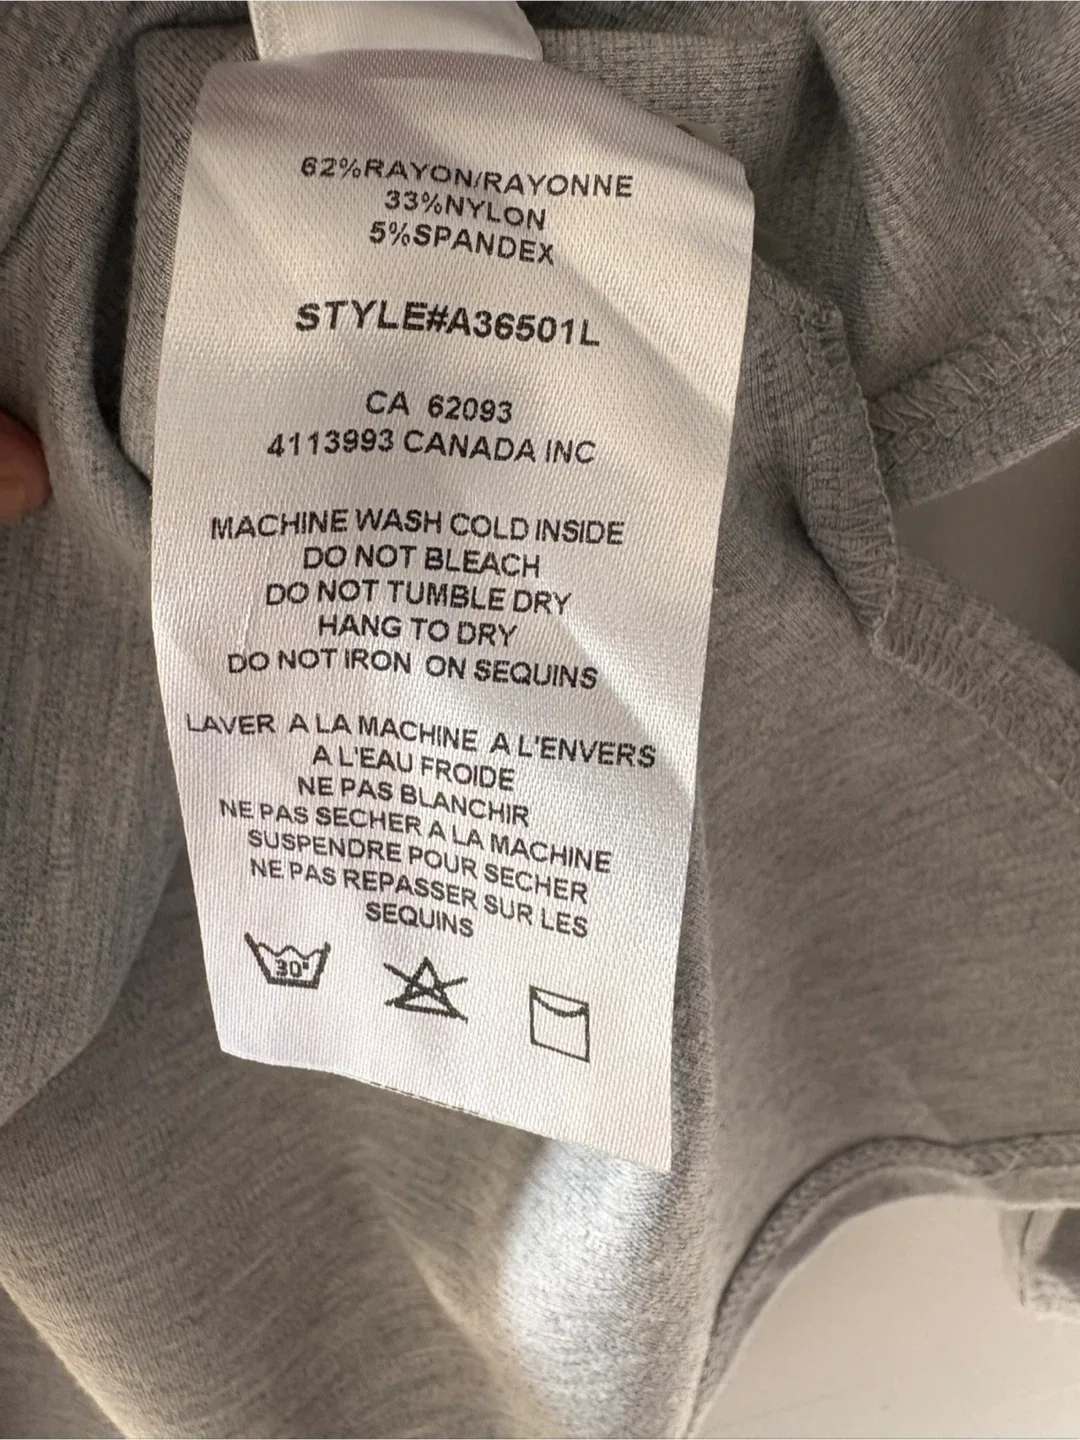 62%RAYON/RAYONNE
33%NYLON
5%SPANDEX
STYLE#A36501L
CA 62093
4113993 CANADA INC
MACHINE WASH COLD INSIDE
DO NOT BLEACH
DO NOT TUMBLE DRY
HANG TO DRY
DO NOT IRON ON SEQUINS
LAVER A LA MACHINE A L'ENVERS
A L'EAU FROIDE
NE PAS BLANCHIR
NE PAS SECHER A LA MACHINE
SUSPENDRE POUR SECHER
NE PAS REPASSER SUR LES
SEQUINS
30°